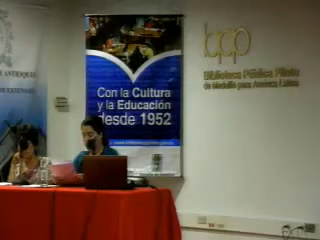 Con la Cultura
y la Educación
desde 1952
bpp
Biblioteca Pública Piloto
de Medellín para América Latina